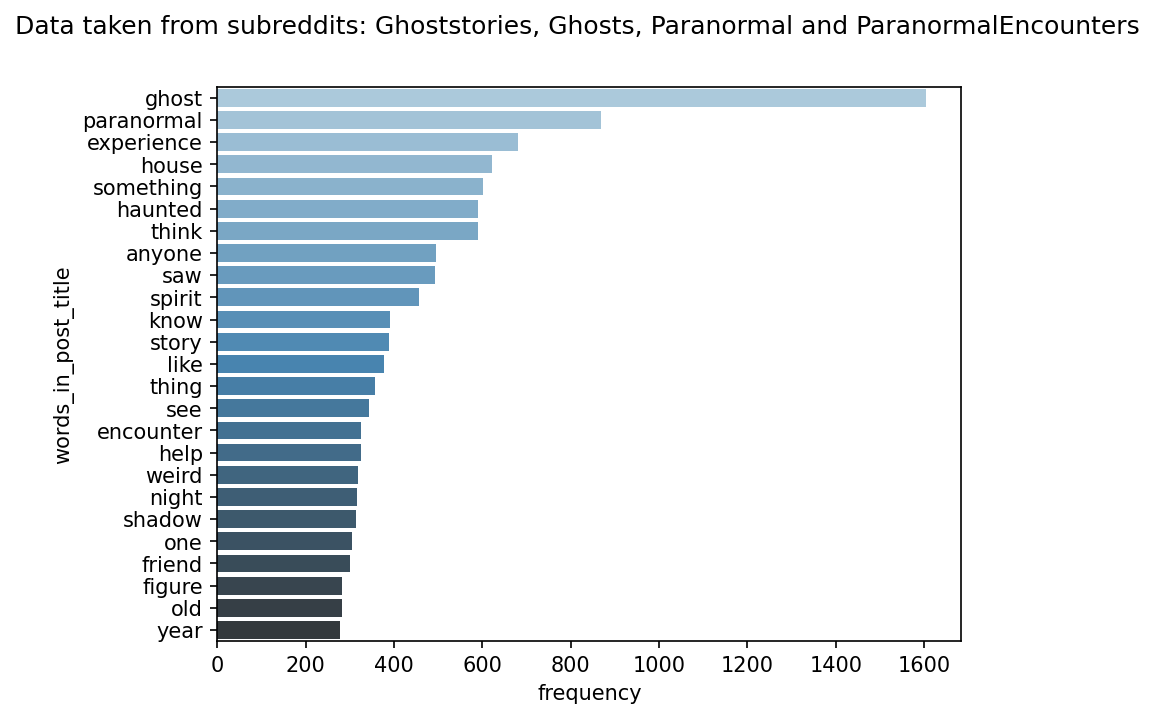 Data taken from subreddits: Ghoststories, Ghosts, Paranormal and ParanormalEncounters
words_in_post_title
ghost
paranormal
experience
house
something
haunted
think
anyone
saw
spirit
know
story
like
thing
see
encounter
help
weird
night
shadow
one
friend
figure
old
year
0 200 400 600 800 1000 1200 1400 1600
frequency